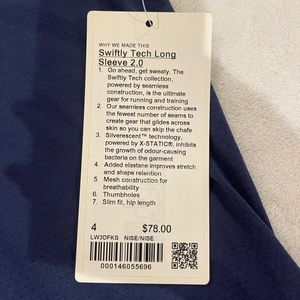 WHY WE MADE THIS
Swiftly Tech Long
Sleeve 2.0
1. Go ahead, get sweaty. The
Swiftly Tech collection,
powered by seamless
construction, is the ultimate
gear for running and training
2. Our seamless construction uses
the fewest number of seams to
create gear that glides across
skin so you can skip the chafe
3. Silverescent™ technology,
powered by X-STATIC®, inhibits
the growth of odour-causing
bacteria on the garment
4. Added elastane improves stretch
and shape retention
5. Mesh construction for
breathability
6. Thumbholes
7. Slim fit, hip length
4 $78.00
LW3DFKS NISE/NISE
000146055696